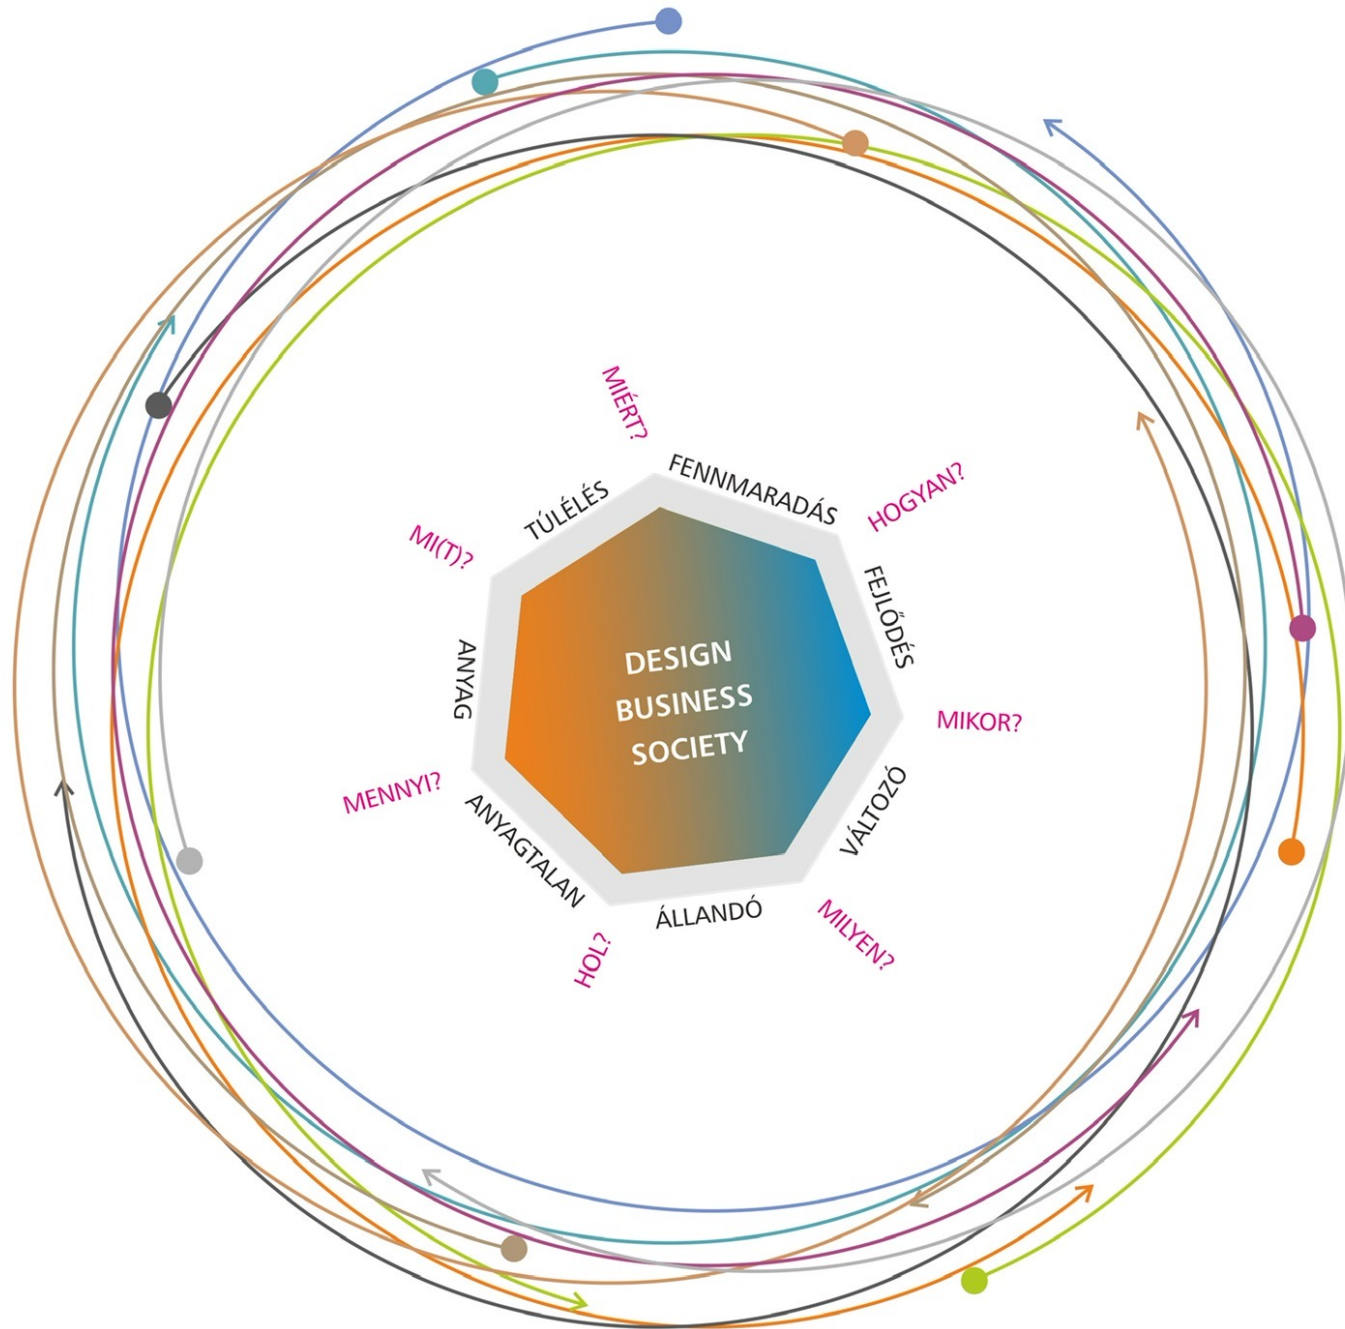 MIÉRT?
FENNMARADÁS
HOGYAN?
FEJLŐDÉS
MIKOR?
VÁLTOZÓ
MILYEN?
ÁLLANDÓ
HOL?
ANYAGTALAN
MENNYI?
ANYAG
MI(T)?
TÚLÉLÉS
DESIGN
BUSINESS
SOCIETY